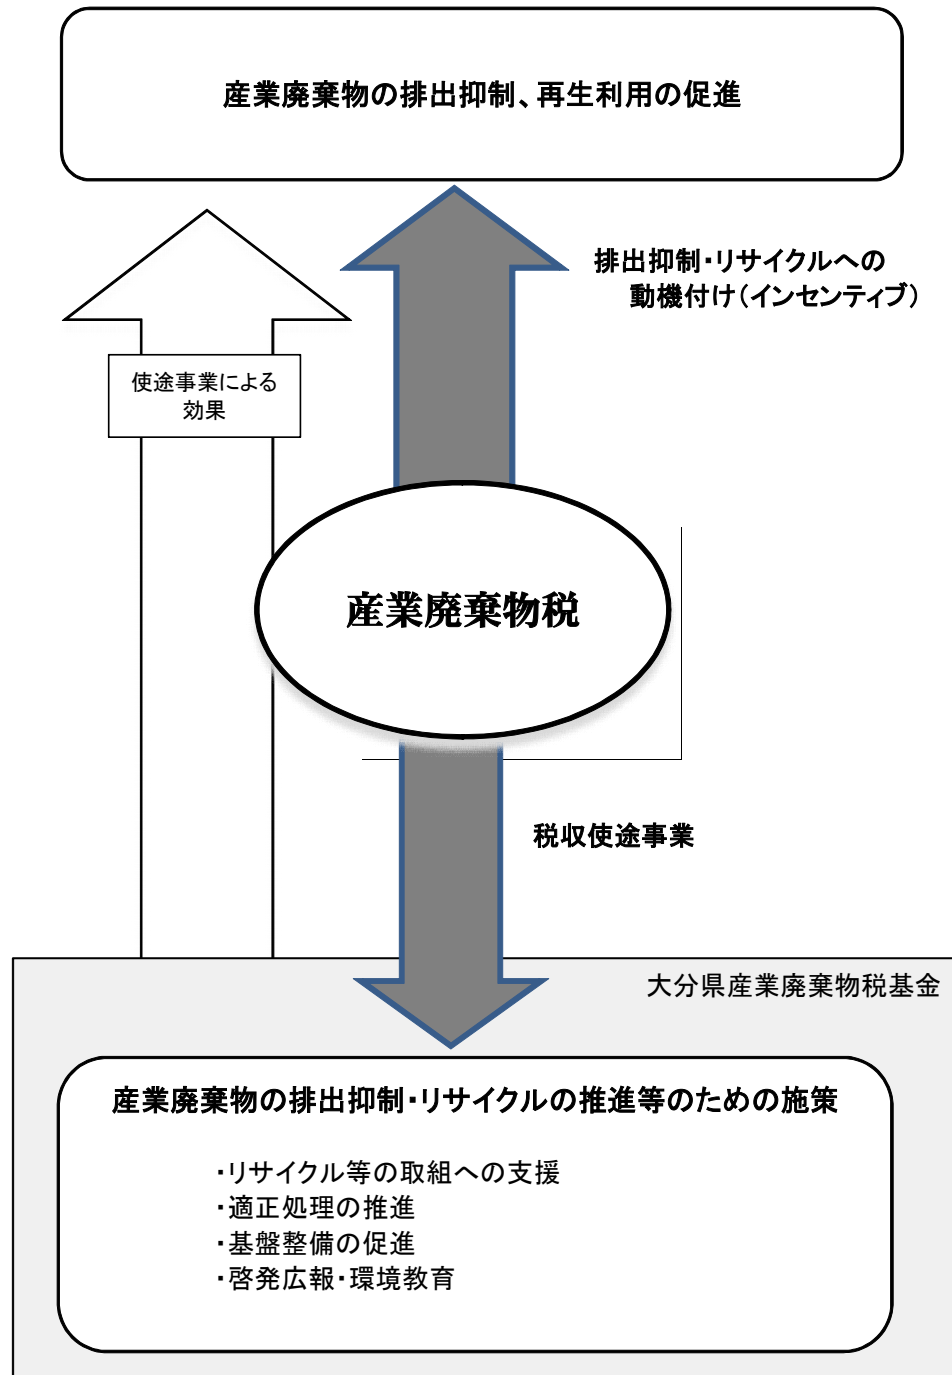 産業廃棄物の排出抑制、再生利用の促進
排出抑制・リサイクルへの
動機付け(インセンティブ)
使途事業による
効果
産業廃棄物税
税収使途事業
大分県産業廃棄物税基金
産業廃棄物の排出抑制・リサイクルの推進等のための施策
・リサイクル等の取組への支援
・適正処理の推進
・基盤整備の促進
・啓発広報・環境教育